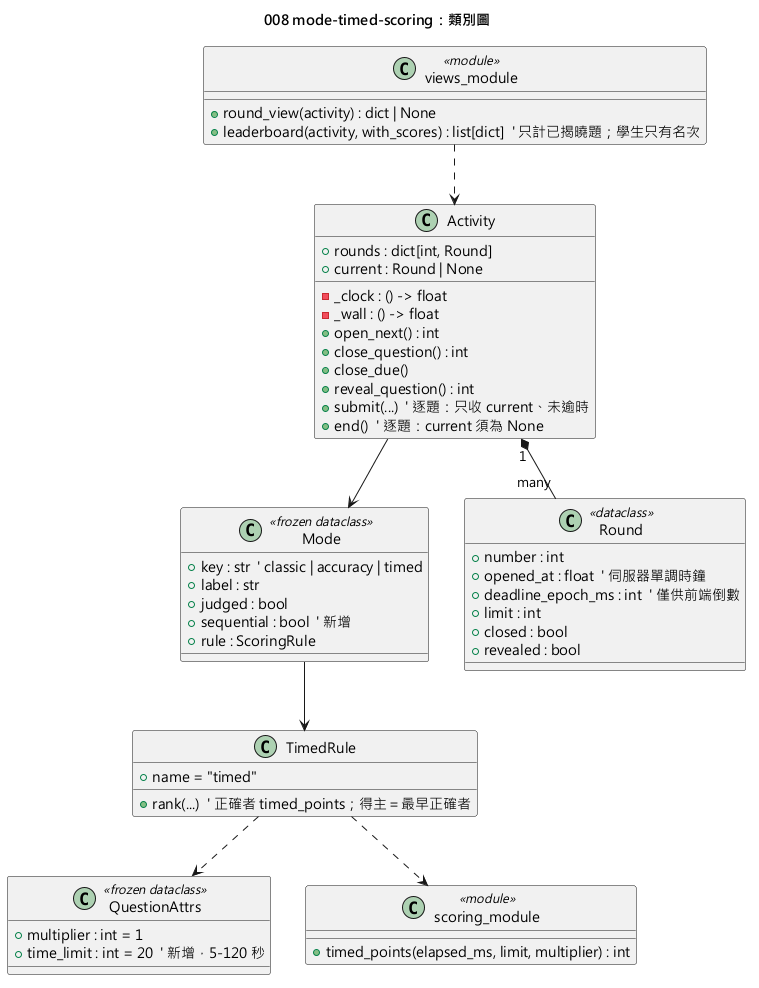 008 mode-timed-scoring：類別圖
C «module»
views_module
round_view(activity) : dict | None
leaderboard(activity, with_scores) : list[dict]  ' 只計已揭曉題；學生只有名次
C Activity
rounds : dict[int, Round]
current : Round | None
_clock : () -> float
_wall : () -> float
open_next() : int
close_question() : int
close_due()
reveal_question() : int
submit(...)  ' 逐題：只收 current、未逾時
end()  ' 逐題：current 須為 None
1
many
C «frozen dataclass»
Mode
key : str  ' classic | accuracy | timed
label : str
judged : bool
sequential : bool  ' 新增
rule : ScoringRule
C «dataclass»
Round
number : int
opened_at : float  ' 伺服器單調時鐘
deadline_epoch_ms : int  ' 僅供前端倒數
limit : int
closed : bool
revealed : bool
C TimedRule
name = "timed"
rank(...)  ' 正確者 timed_points；得主 = 最早正確者
C «frozen dataclass»
QuestionAttrs
multiplier : int = 1
time_limit : int = 20  ' 新增，5-120 秒
C «module»
scoring_module
timed_points(elapsed_ms, limit, multiplier) : int